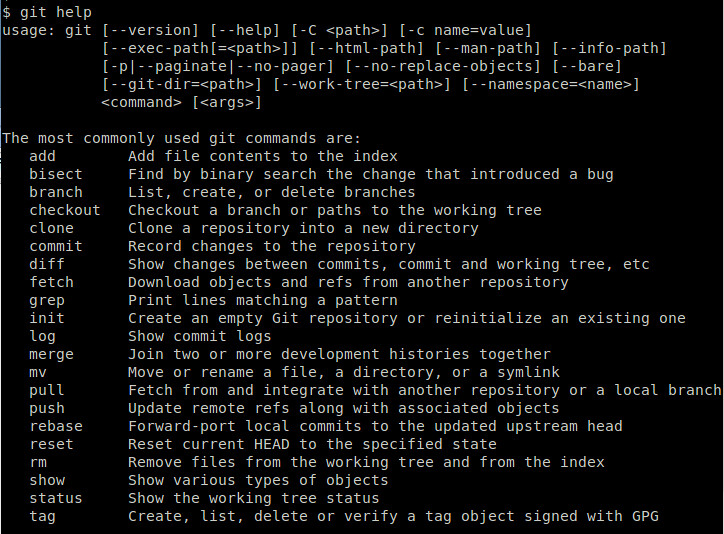 $ git help
usage: git [--version] [--help] [-C <path>] [-c name=value]
           [--exec-path[=<path>]] [--html-path] [--man-path] [--info-path]
           [-p|--paginate|--no-pager] [--no-replace-objects] [--bare]
           [--git-dir=<path>] [--work-tree=<path>] [--namespace=<name>]
           <command> [<args>]

The most commonly used git commands are:
   add        Add file contents to the index
   bisect     Find by binary search the change that introduced a bug
   branch     List, create, or delete branches
   checkout   Checkout a branch or paths to the working tree
   clone      Clone a repository into a new directory
   commit     Record changes to the repository
   diff       Show changes between commits, commit and working tree, etc
   fetch      Download objects and refs from another repository
   grep       Print lines matching a pattern
   init       Create an empty Git repository or reinitialize an existing one
   log        Show commit logs
   merge      Join two or more development histories together
   mv         Move or rename a file, a directory, or a symlink
   pull       Fetch from and integrate with another repository or a local branch
   push       Update remote refs along with associated objects
   rebase     Forward-port local commits to the updated upstream head
   reset      Reset current HEAD to the specified state
   rm         Remove files from the working tree and from the index
   show       Show various types of objects
   status     Show the working tree status
   tag        Create, list, delete or verify a tag object signed with GPG